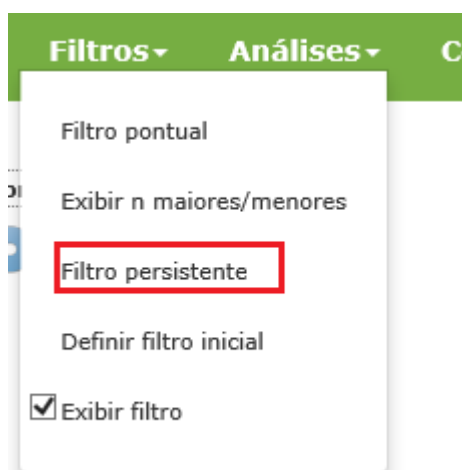 Filtros Análises
Filtro pontual
Exibir n maiores/menores
Filtro persistente
Definir filtro inicial
Exibir filtro